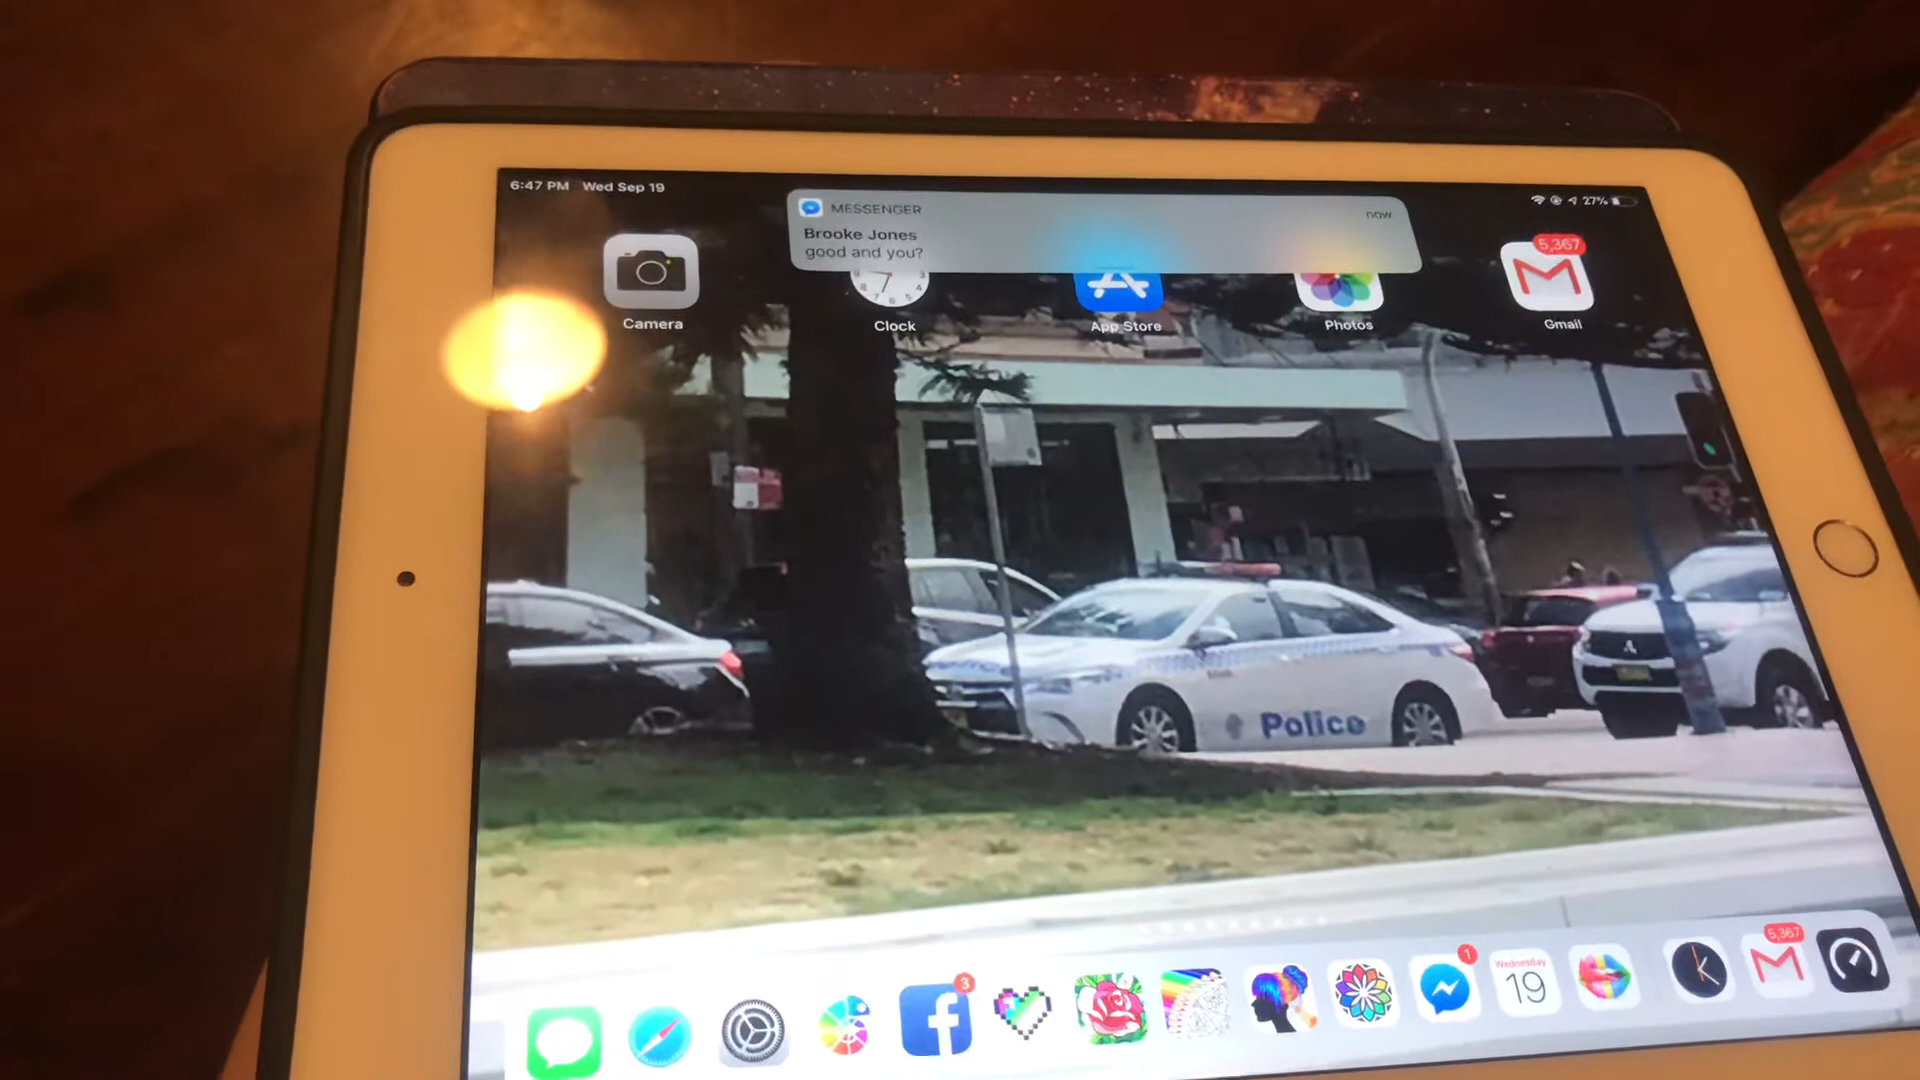 6:47 PM Wed Sep 19
27%
MESSENGER
now
Brooke Jones
good and you?
5,367
Camera
Clock
App Store
Photos
Gmail
Police
3
1
Wednesday
19
5,367